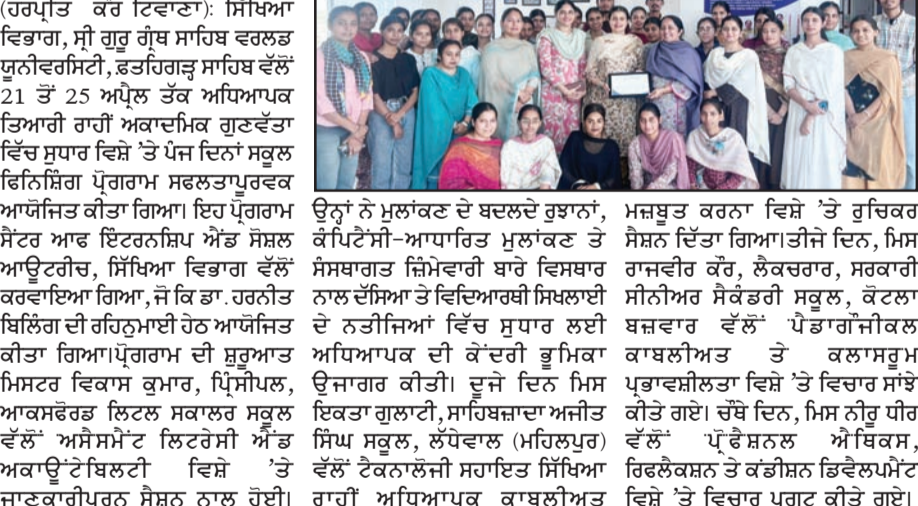 (ਹਰਪ੍ਰੀਤ ਕੌਰ ਟਿਵਾਣਾ): ਸਿੱਖਿਆ
ਵਿਭਾਗ, ਸ੍ਰੀ ਗੁਰੂ ਗ੍ਰੰਥ ਸਾਹਿਬ ਵਰਲਡ
ਯੂਨੀਵਰਸਿਟੀ, ਫ਼ਤਹਿਗੜ੍ਹ ਸਾਹਿਬ ਵੱਲੋਂ
21 ਤੋਂ 25 ਅਪ੍ਰੈਲ ਤੱਕ ਅਧਿਆਪਕ
ਤਿਆਰੀ ਰਾਹੀਂ ਅਕਾਦਮਿਕ ਗੁਣਵੱਤਾ
ਵਿੱਚ ਸੁਧਾਰ ਵਿਸ਼ੇ ’ਤੇ ਪੰਜ ਦਿਨਾਂ ਸਕੂਲ
ਫਿਨਿਸ਼ਿੰਗ ਪ੍ਰੋਗਰਾਮ ਸਫਲਤਾਪੂਰਵਕ
ਆਯੋਜਿਤ ਕੀਤਾ ਗਿਆ। ਇਹ ਪ੍ਰੋਗਰਾਮ
ਸੈਂਟਰ ਆਫ ਇੰਟਰਨਸ਼ਿਪ ਐਂਡ ਸੋਸ਼ਲ
ਆਊਟਰੀਚ, ਸਿੱਖਿਆ ਵਿਭਾਗ ਵੱਲੋਂ
ਕਰਵਾਇਆ ਗਿਆ, ਜੋ ਕਿ ਡਾ. ਹਰਨੀਤ
ਬਿਲਿੰਗ ਦੀ ਰਹਿਨੁਮਾਈ ਹੇਠ ਆਯੋਜਿਤ
ਕੀਤਾ ਗਿਆ।ਪ੍ਰੋਗਰਾਮ ਦੀ ਸ਼ੁਰੂਆਤ
ਮਿਸਟਰ ਵਿਕਾਸ ਕੁਮਾਰ, ਪ੍ਰਿੰਸੀਪਲ,
ਆਕਸਫੋਰਡ ਲਿਟਲ ਸਕਾਲਰ ਸਕੂਲ
ਵੱਲੋਂ ਅਸੈਸਮੈਂਟ ਲਿਟਰੇਸੀ ਐਂਡ
ਅਕਾਊਂਟੇਬਿਲਟੀ ਵਿਸ਼ੇ ’ਤੇ
ਜਾਣਕਾਰੀਪੂਰਨ ਸੈਸ਼ਨ ਨਾਲ ਹੋਈ।
ਉਨ੍ਹਾਂ ਨੇ ਮੁਲਾਂਕਣ ਦੇ ਬਦਲਦੇ ਰੁਝਾਨਾਂ,
ਕੰਪਿਟੈਂਸੀ-ਆਧਾਰਿਤ ਮੁਲਾਂਕਣ ਤੇ
ਸੰਸਥਾਗਤ ਜ਼ਿੰਮੇਵਾਰੀ ਬਾਰੇ ਵਿਸਥਾਰ
ਨਾਲ ਦੱਸਿਆ ਤੇ ਵਿਦਿਆਰਥੀ ਸਿਖਲਾਈ
ਦੇ ਨਤੀਜਿਆਂ ਵਿੱਚ ਸੁਧਾਰ ਲਈ
ਅਧਿਆਪਕ ਦੀ ਕੇਂਦਰੀ ਭੂਮਿਕਾ
ਉਜਾਗਰ ਕੀਤੀ। ਦੂਜੇ ਦਿਨ ਮਿਸ
ਇਕਤਾ ਗੁਲਾਟੀ, ਸਾਹਿਬਜ਼ਾਦਾ ਅਜੀਤ
ਸਿੰਘ ਸਕੂਲ, ਲੱਧੇਵਾਲ (ਮਹਿਲਪੁਰ)
ਵੱਲੋਂ ਟੈਕਨਾਲੋਜੀ ਸਹਾਇਤ ਸਿੱਖਿਆ
ਰਾਹੀਂ ਅਧਿਆਪਕ ਕਾਬਲੀਅਤ
ਮਜ਼ਬੂਤ ਕਰਨਾ ਵਿਸ਼ੇ ’ਤੇ ਰੁਚਿਕਰ
ਸੈਸ਼ਨ ਦਿੱਤਾ ਗਿਆ।ਤੀਜੇ ਦਿਨ, ਮਿਸ
ਰਾਜਵੀਰ ਕੌਰ, ਲੈਕਚਰਾਰ, ਸਰਕਾਰੀ
ਸੀਨੀਅਰ ਸੈਕੰਡਰੀ ਸਕੂਲ, ਕੋਟਲਾ
ਬਜ਼ਵਾਰ ਵੱਲੋਂ ਪੈਡਾਗੌਜੀਕਲ
ਕਾਬਲੀਅਤ ਤੇ ਕਲਾਸਰੂਮ
ਪ੍ਰਭਾਵਸ਼ੀਲਤਾ ਵਿਸ਼ੇ ’ਤੇ ਵਿਚਾਰ ਸਾਂਝੇ
ਕੀਤੇ ਗਏ। ਚੌਥੇ ਦਿਨ, ਮਿਸ ਨੀਰੂ ਧੀਰ
ਵੱਲੋਂ ਪ੍ਰੋਫੈਸ਼ਨਲ ਐਥਿਕਸ,
ਰਿਫਲੈਕਸ਼ਨ ਤੇ ਕੰਡੀਸ਼ਨ ਡਿਵੈਲਪਮੈਂਟ
ਵਿਸ਼ੇ ’ਤੇ ਵਿਚਾਰ ਪ੍ਰਗਟ ਕੀਤੇ ਗਏ।